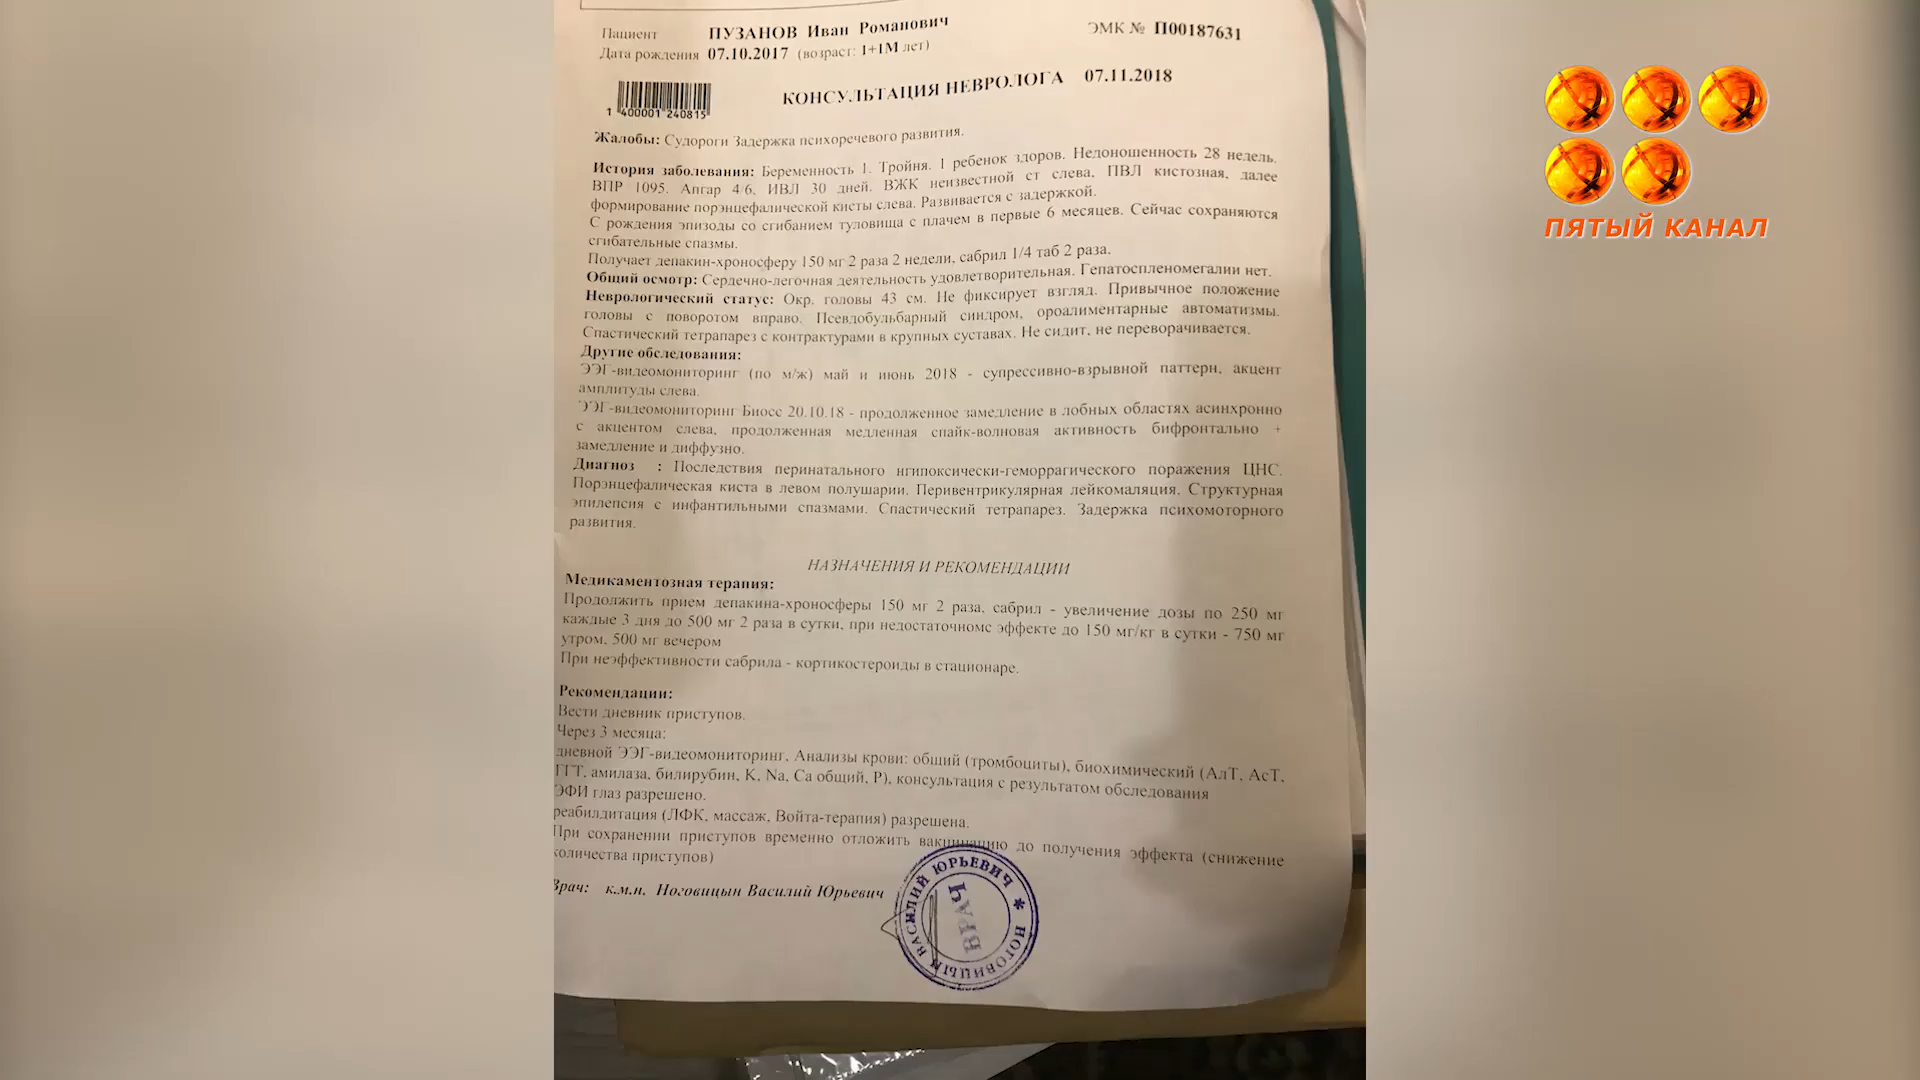 Пациент ПУЗАНОВ Иван Романович ЭМК № П00187631
Дата рождения 07.10.2017 (возраст: 1+1М лет)
1 400001 240815
КОНСУЛЬТАЦИЯ НЕВРОЛОГА 07.11.2018
Жалобы: Судороги Задержка психоречевого развития.
История заболевания: Беременность 1. Тройня. 1 ребенок здоров. Недоношенность 28 недель.
ВПР 1095. Апгар 4/6. ИВЛ 30 дней. ВЖК неизвестной ст слева, ПВЛ кистозная, далее
формирование порэнцефалической кисты слева. Развивается с задержкой.
С рождения эпизоды со сгибанием туловища с плачем в первые 6 месяцев. Сейчас сохраняются
сгибательные спазмы.
Получает депакин-хроносферу 150 мг 2 раза 2 недели, сабрил 1/4 таб 2 раза.
Общий осмотр: Сердечно-легочная деятельность удовлетворительная. Гепатоспленомегалии нет.
Неврологический статус: Окр. головы 43 см. Не фиксирует взгляд. Привычное положение
головы с поворотом вправо. Псевдобульбарный синдром, ороалиментарные автоматизмы.
Спастический тетрапарез с контрактурами в крупных суставах. Не сидит, не переворачивается.
Другие обследования:
ЭЭГ-видеомониторинг (по м/ж) май и июнь 2018 - супрессивно-взрывной паттерн, акцент
амплитуды слева.
ЭЭГ-видеомониторинг Биосс 20.10.18 - продолженное замедление в лобных областях асинхронно
с акцентом слева, продолженная медленная спайк-волновая активность бифронтально +
замедление и диффузно.
Диагноз : Последствия перинатального нгипоксически-геморрагического поражения ЦНС.
Порэнцефалическая киста в левом полушарии. Перивентрикулярная лейкомаляция. Структурная
эпилепсия с инфантильными спазмами. Спастический тетрапарез. Задержка психомоторного
развития.
НАЗНАЧЕНИЯ И РЕКОМЕНДАЦИИ
Медикаментозная терапия:
Продолжить прием депакина-хроносферы 150 мг 2 раза, сабрил - увеличение дозы по 250 мг
каждые 3 дня до 500 мг 2 раза в сутки, при недостаточномс эффекте до 150 мг/кг в сутки - 750 мг
утром, 500 мг вечером
При неэффективности сабрила - кортикостероиды в стационаре.
Рекомендации:
Вести дневник приступов.
Через 3 месяца:
дневной ЭЭГ-видеомониторинг, Анализы крови: общий (тромбоциты), биохимический (АлТ, АсТ,
ГГТ, амилаза, билирубин, K, Na, Ca общий, P), консультация с результатом обследования
ЭФИ глаз разрешено.
реабилдитация (ЛФК, массаж, Войта-терапия) разрешена.
При сохранении приступов временно отложить вакцинацию до получения эффекта (снижение
количества приступов)
Врач: к.м.н. Ноговицын Василий Юрьевич
НОГОВИЦЫН ВАСИЛИЙ ЮРЬЕВИЧ
ВРАЧ
ПЯТЫЙ КАНАЛ